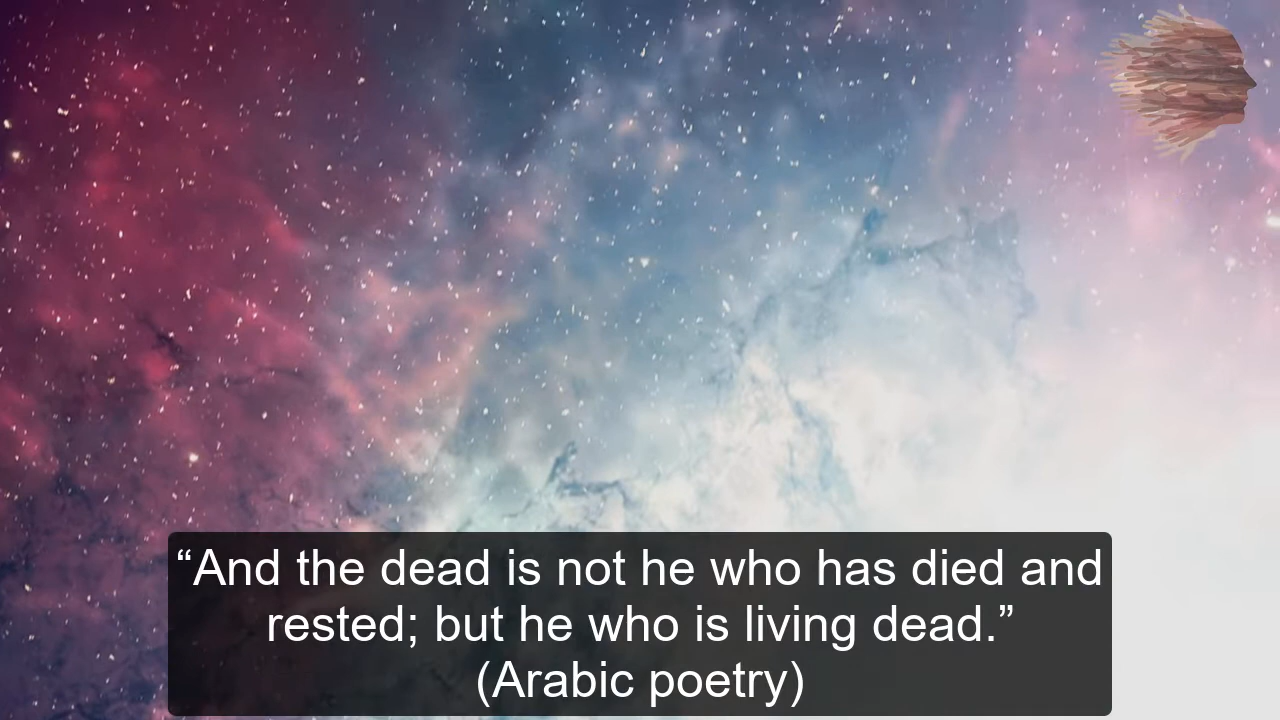 “And the dead is not he who has died and
rested; but he who is living dead.”
(Arabic poetry)